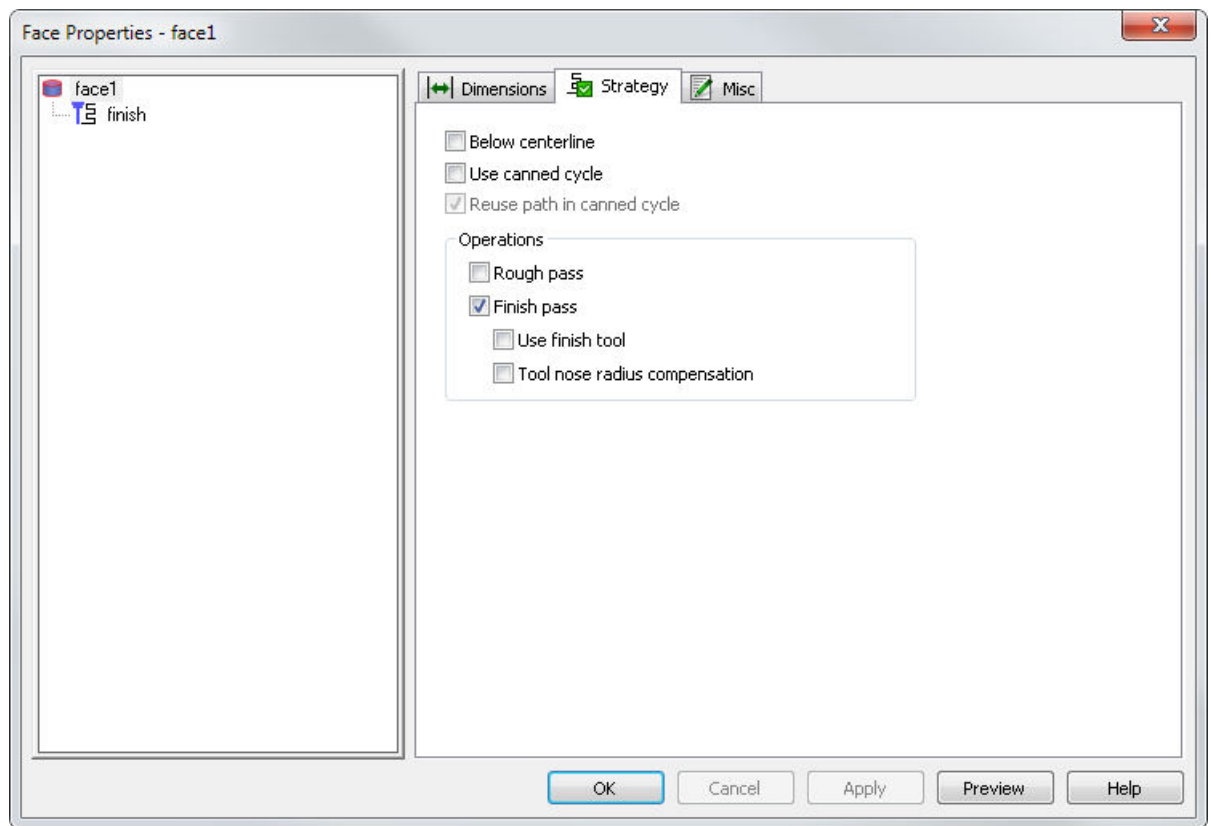 Face Properties - face1
face1
finish
Dimensions Strategy Misc
Below centerline
Use canned cycle
Reuse path in canned cycle
Operations
Rough pass
Finish pass
Use finish tool
Tool nose radius compensation
OK Cancel Apply Preview Help